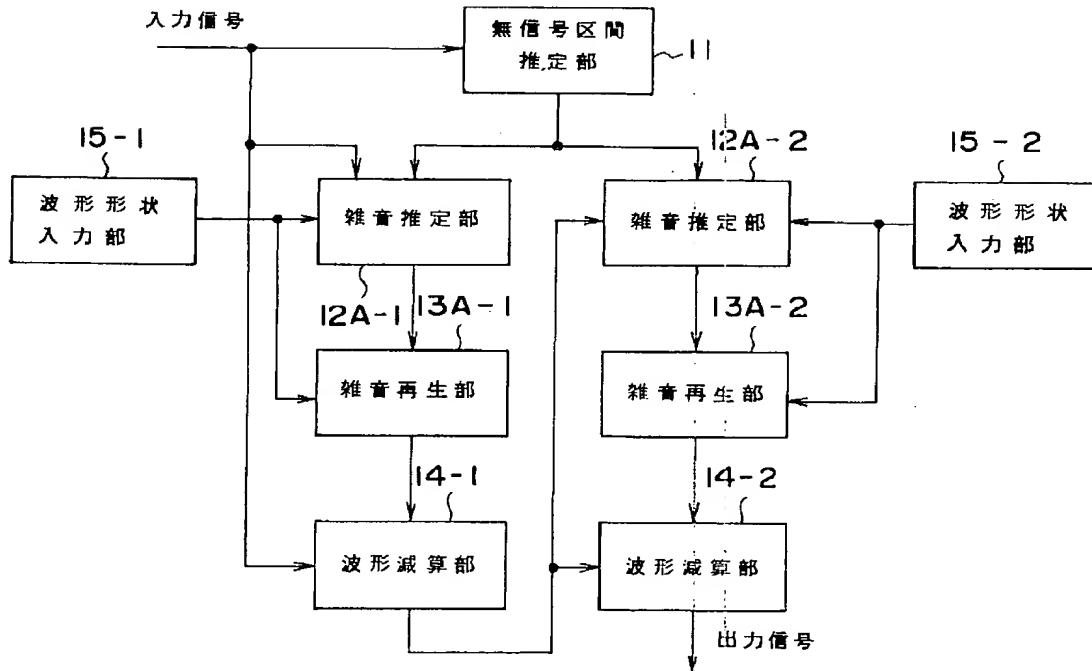 入力信号
無信号区間
推定部
11
15-1
12A-2
15-2
波形形状
入力部
雑音推定部
雑音推定部
波形形状
入力部
12A-1
13A-1
13A-2
雑音再生部
雑音再生部
14-1
14-2
波形減算部
波形減算部
出力信号